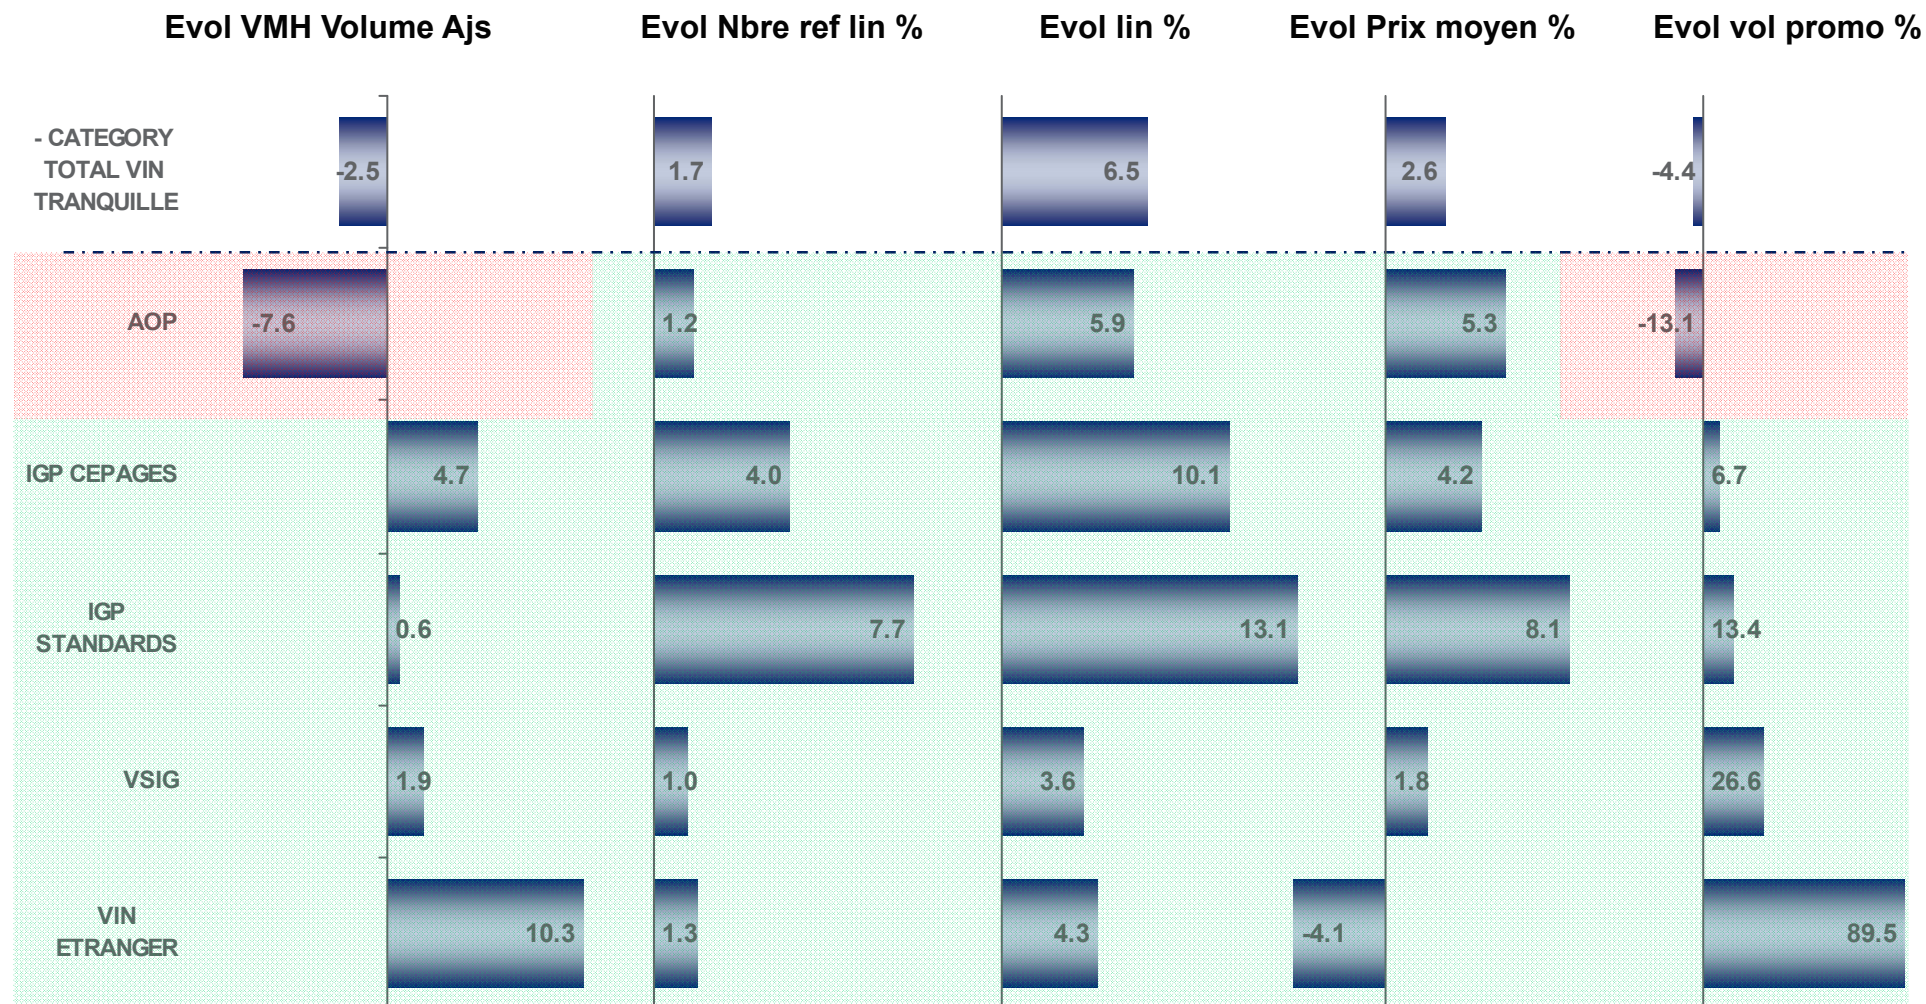 Evol VMH Volume Ajs
Evol Nbre ref lin %
Evol lin %
Evol Prix moyen %
Evol vol promo %
- CATEGORY
TOTAL VIN
TRANQUILLE
-2.5
1.7
6.5
2.6
-4.4
AOP
-7.6
1.2
5.9
5.3
-13.1
IGP CEPAGES
4.7
4.0
10.1
4.2
6.7
IGP
STANDARDS
0.6
7.7
13.1
8.1
13.4
VSIG
1.9
1.0
3.6
1.8
26.6
VIN
ETRANGER
10.3
1.3
4.3
-4.1
89.5